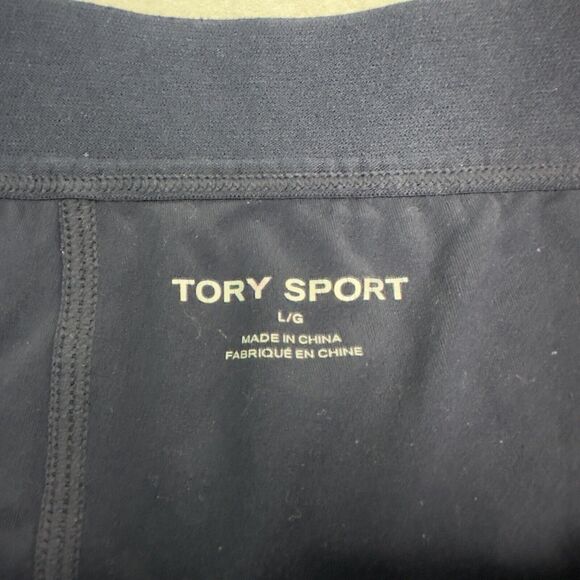 TORY SPORT
L/G
MADE IN CHINA
FABRIQUÉ EN CHINE